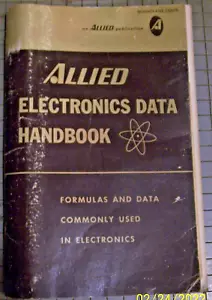 AN ALLIED PUBLICATION
A
ALLIED
ELECTRONICS DATA
HANDBOOK
FORMULAS AND DATA
COMMONLY USED
IN ELECTRONICS